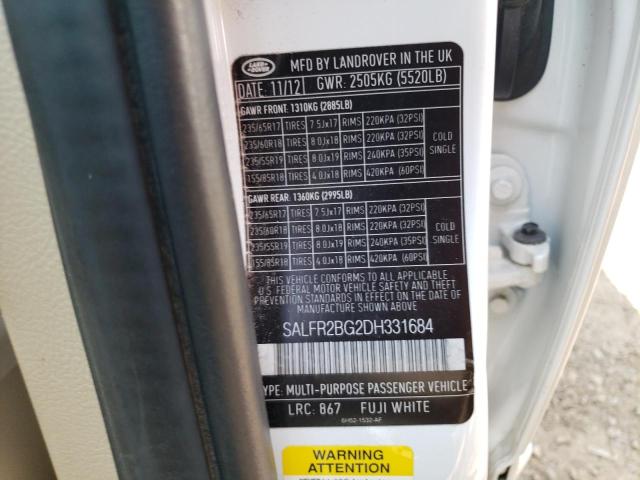 LAND ROVER
MFD BY LANDROVER IN THE UK
DATE: 11/12 GWR: 2505KG (5520LB)
GAWR FRONT: 1310KG (2885LB)
235/65R17 TIRES 7.5Jx17 RIMS 220KPA (32PSI)
235/60R18 TIRES 8.0Jx18 RIMS 220KPA (32PSI)
235/55R19 TIRES 8.0Jx19 RIMS 240KPA (35PSI)
155/85R18 TIRES 4.0Jx18 RIMS 420KPA (60PSI)
COLD
SINGLE
GAWR REAR: 1360KG (2995LB)
235/65R17 TIRES 7.5Jx17 RIMS 220KPA (32PSI)
235/60R18 TIRES 8.0Jx18 RIMS 220KPA (32PSI)
235/55R19 TIRES 8.0Jx19 RIMS 240KPA (35PSI)
155/85R18 TIRES 4.0Jx18 RIMS 420KPA (60PSI)
COLD
SINGLE
THIS VEHICLE CONFORMS TO ALL APPLICABLE
U.S FEDERAL MOTOR VEHICLE SAFETY AND THEFT
PREVENTION STANDARDS IN EFFECT ON THE DATE
OF MANUFACTURE SHOWN ABOVE.
SALFR2BG2DH331684
TYPE: MULTI-PURPOSE PASSENGER VEHICLE
LRC: 867 FUJI WHITE
6H52-1532-AF
WARNING
ATTENTION